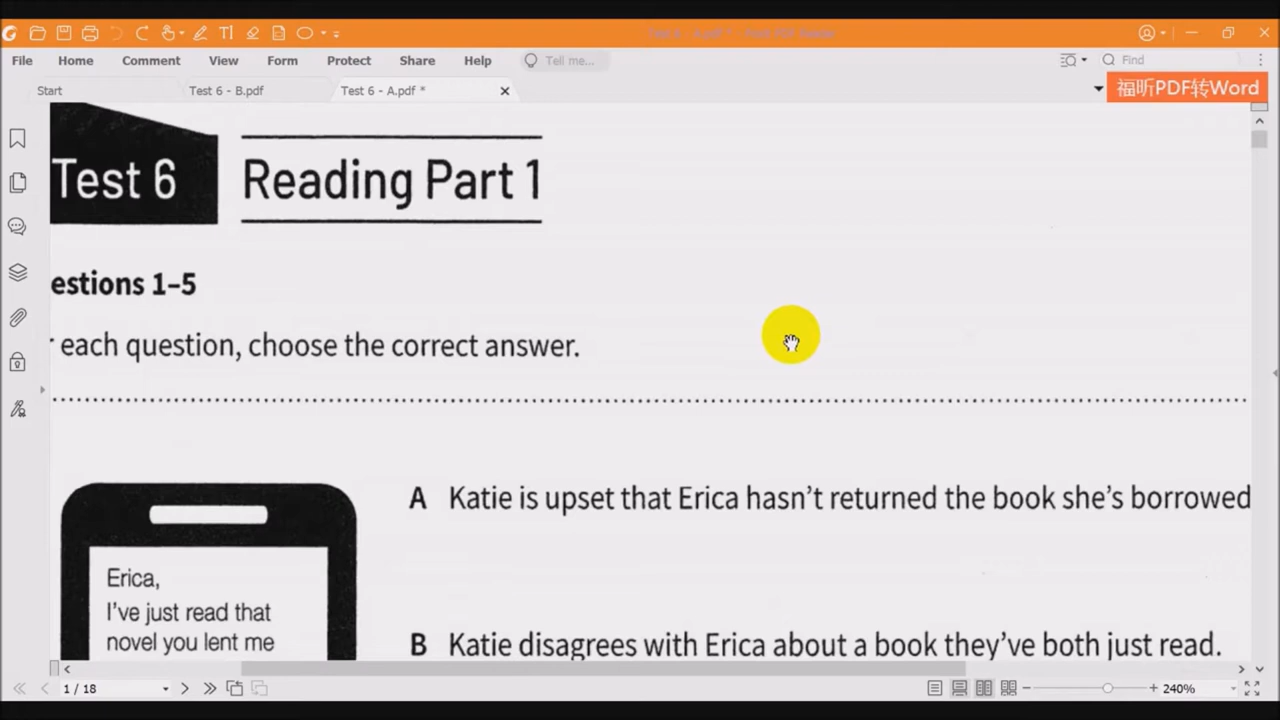 File Home Comment View Form Protect Share Help Tell me... Find
Start Test 6 - B.pdf Test 6 - A.pdf *
福昕PDF转Word
Test 6 Reading Part 1
estions 1–5
each question, choose the correct answer.
A Katie is upset that Erica hasn't returned the book she's borrowed
Erica,
I've just read that
novel you lent me
B Katie disagrees with Erica about a book they've both just read.
1 / 18
240%